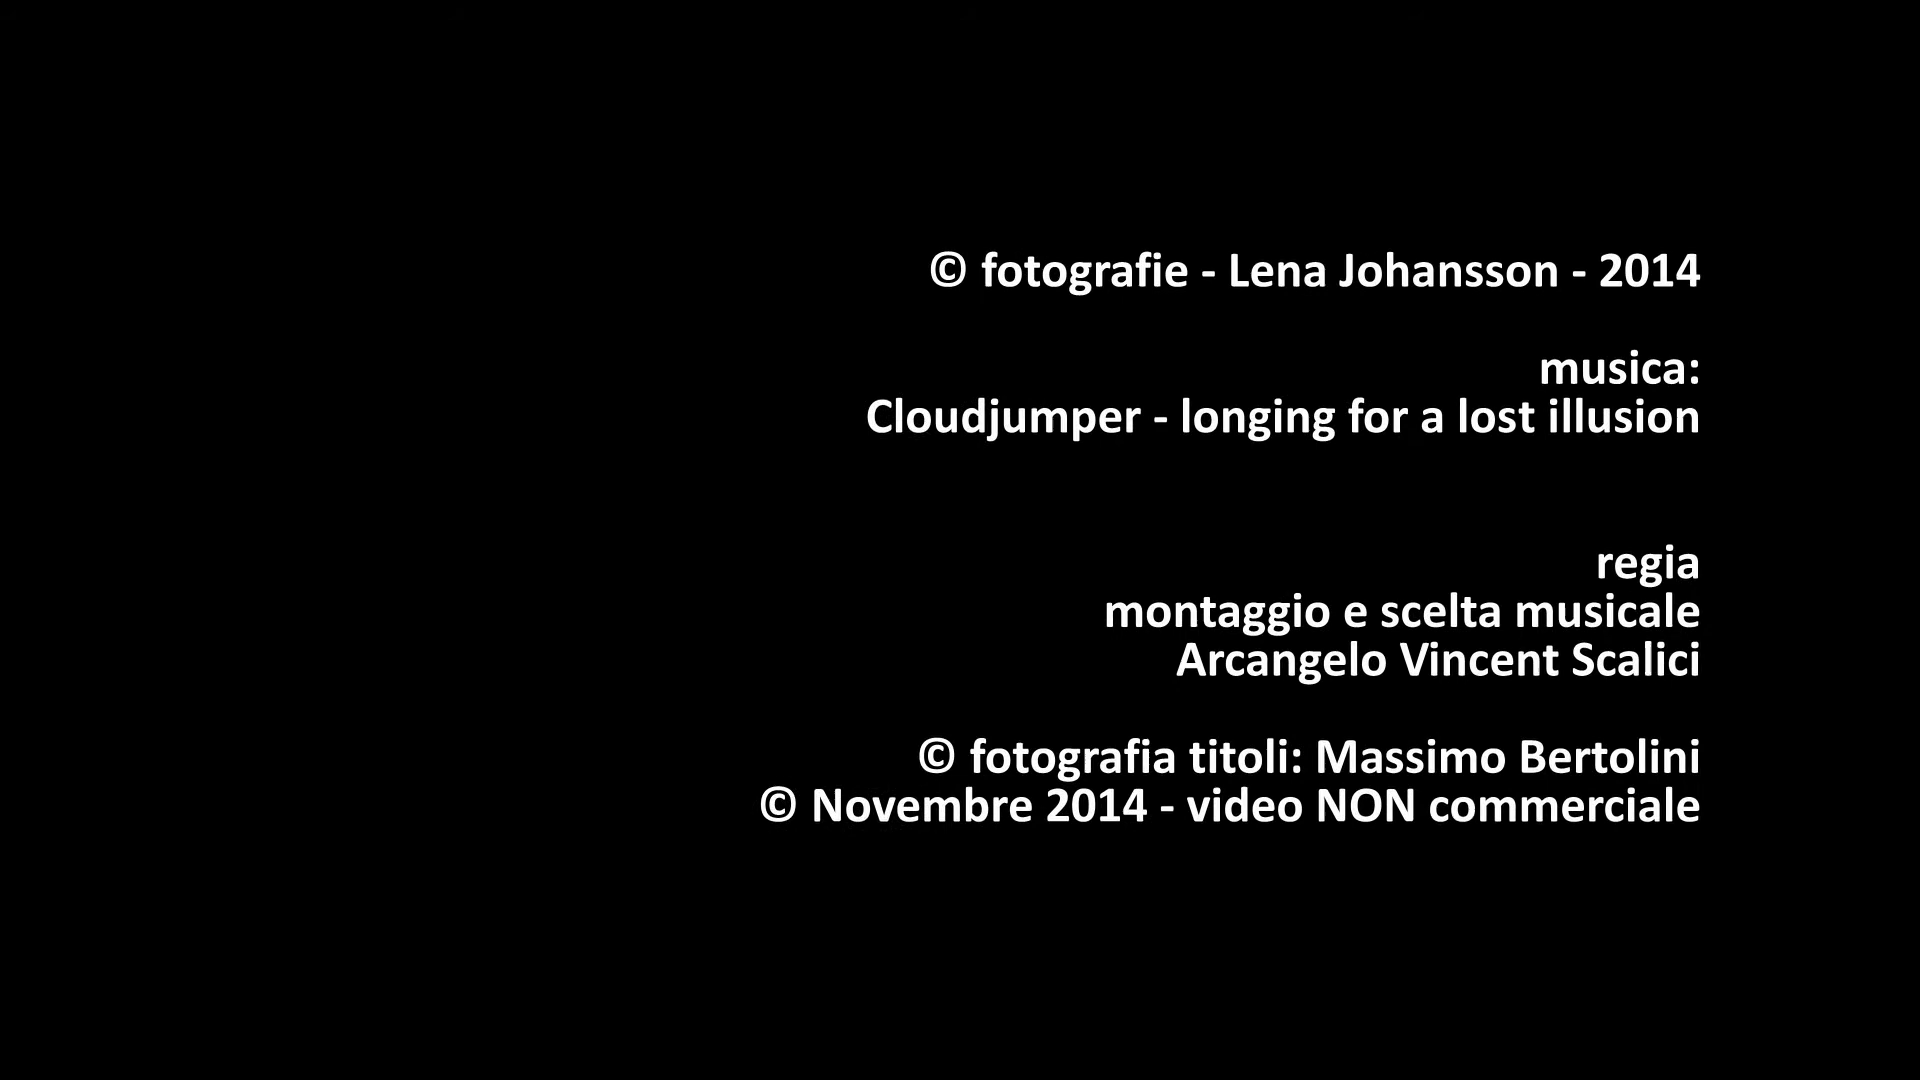 © fotografie - Lena Johansson - 2014
musica:
Cloudjumper - longing for a lost illusion
regia
montaggio e scelta musicale
Arcangelo Vincent Scalici
© fotografia titoli: Massimo Bertolini
© Novembre 2014 - video NON commerciale